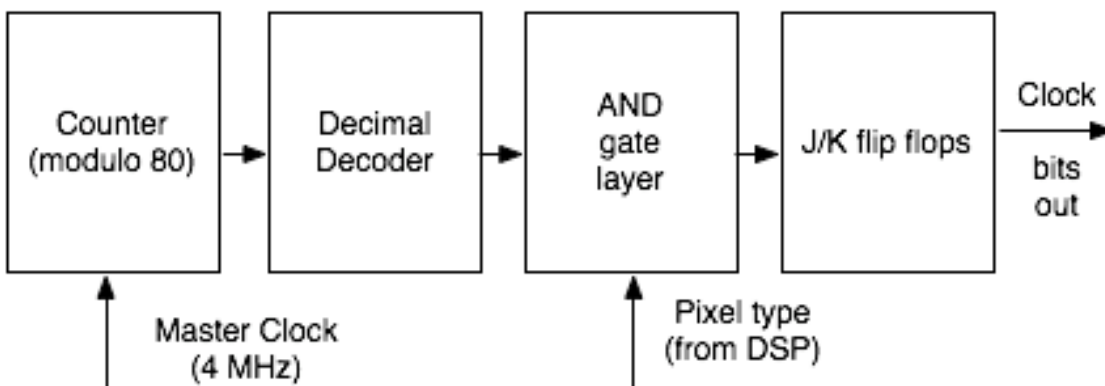 Counter
(modulo 80)
Decimal
Decoder
AND
gate
layer
J/K flip flops
Clock
bits
out
Master Clock
(4 MHz)
Pixel type
(from DSP)